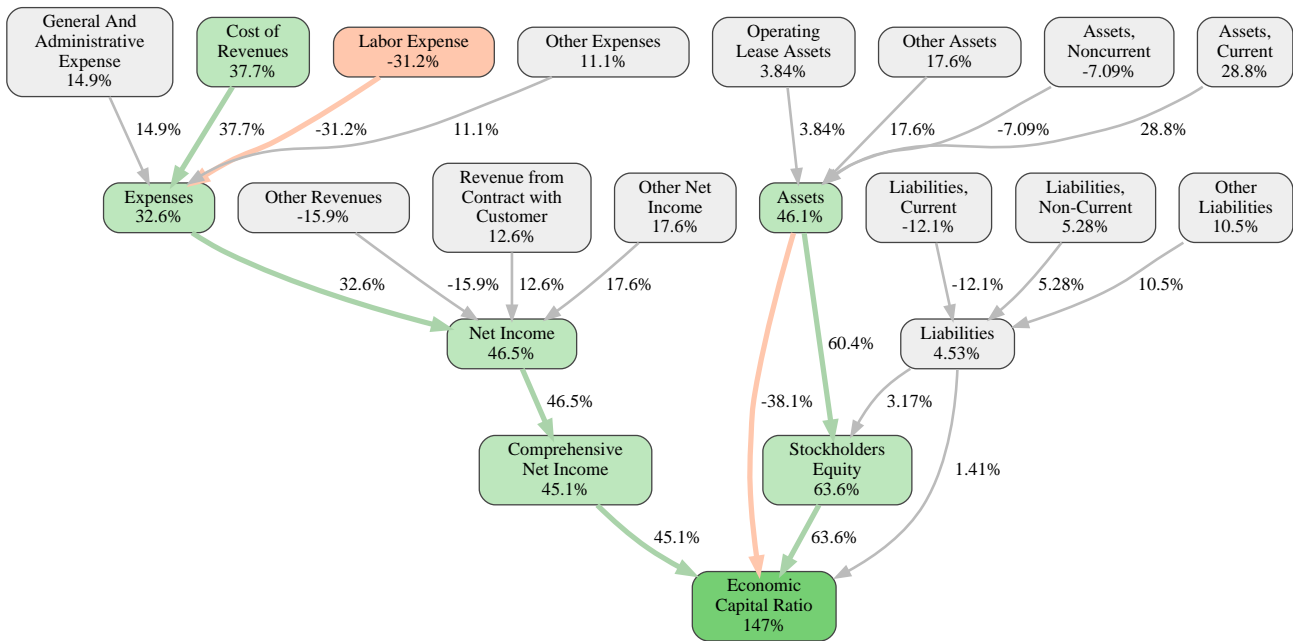 General And
Administrative
Expense
14.9%
Cost of
Revenues
37.7%
Labor Expense
-31.2%
Other Expenses
11.1%
Operating
Lease Assets
3.84%
Other Assets
17.6%
Assets,
Noncurrent
-7.09%
Assets,
Current
28.8%
14.9%
37.7%
-31.2%
11.1%
3.84%
17.6%
-7.09%
28.8%
Expenses
32.6%
Other Revenues
-15.9%
Revenue from
Contract with
Customer
12.6%
Other Net
Income
17.6%
Assets
46.1%
Liabilities,
Current
-12.1%
Liabilities,
Non-Current
5.28%
Other
Liabilities
10.5%
32.6%
-15.9%
12.6%
17.6%
-12.1%
5.28%
10.5%
Net Income
46.5%
60.4%
Liabilities
4.53%
46.5%
-38.1%
3.17%
Comprehensive
Net Income
45.1%
Stockholders
Equity
63.6%
1.41%
45.1%
63.6%
Economic
Capital Ratio
147%